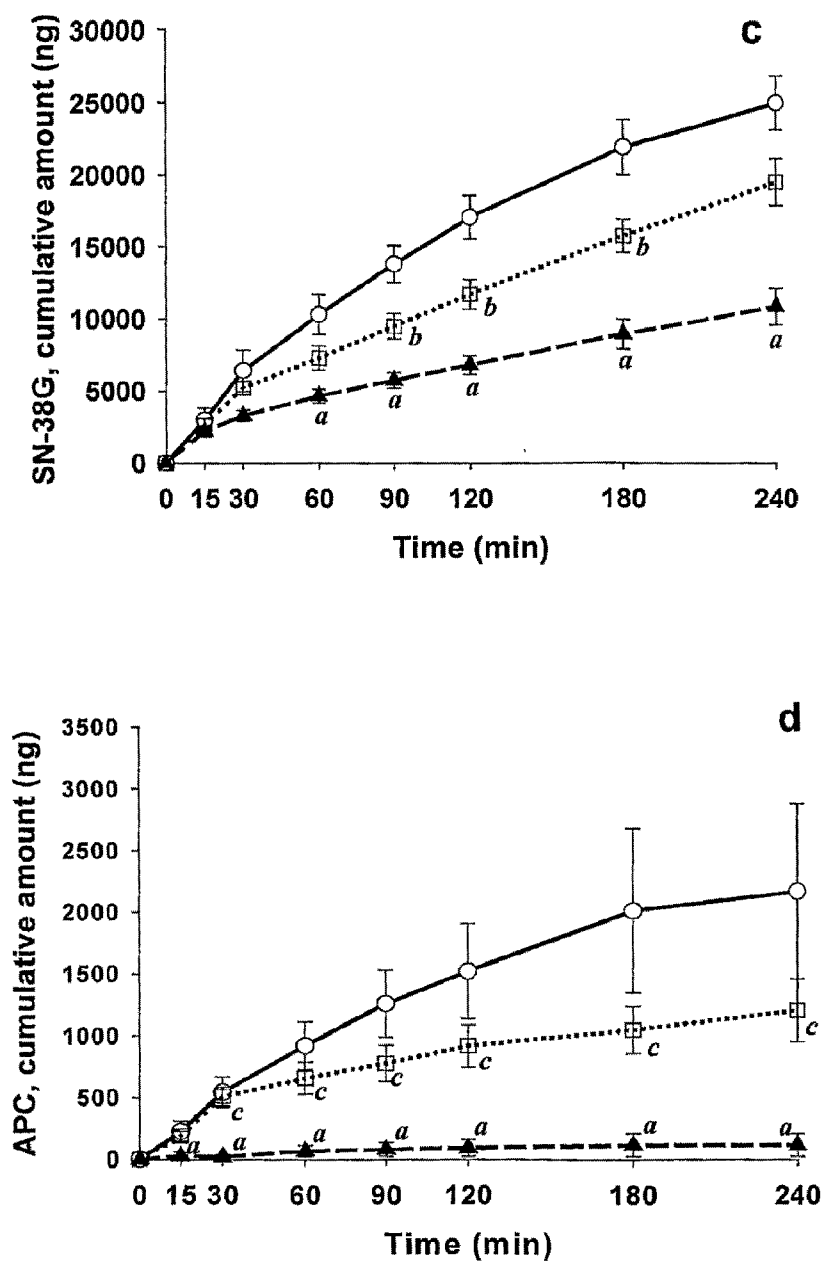 c
SN-38G, cumulative amount (ng)
30000
25000
20000
15000
10000
5000
0
b
b
b
a
a
a
a
a
0 15 30 60 90 120 180 240
Time (min)
d
APC, cumulative amount (ng)
3500
3000
2500
2000
1500
1000
500
0
c
c
c
c
c
c
a
a
a
a
a
a
a
0 15 30 60 90 120 180 240
Time (min)